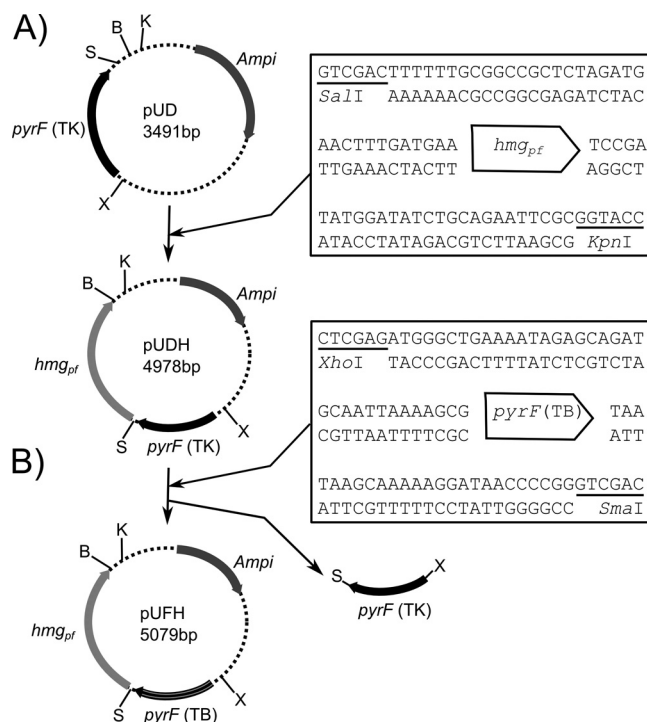 A)
B K
S
Ampi
pyrF (TK)
pUD
3491bp
X
GTCGACTTTTTTGCGGCCGCTCTAGATG
SalI AAAAAACGCCGGCGAGATCTAC
AACTTTGATGAA hmgpf TCCGA
TTGAAACTACTT AGGCT
TATGGATATCTGCAGAATTCGCGGTACC
ATACCTATAGACGTCTTAAGCG KpnI
K
B
Ampi
pUDH
4978bp
hmgpf
X
S
pyrF (TK)
CTCGAGATGGGCTGAAAATAGAGCAGAT
XhoI TACCCGACTTTTATCTCGTCTA
GCAATTAAAAGCG pyrF(TB) TAA
CGTTAATTTTCGC ATT
TAAGCAAAAAGGATAACCCCGGGTCGAC
ATTCGTTTTTCCTATTGGGGCC SmaI
B)
K
B
Ampi
S X
pyrF (TK)
pUFH
5079bp
hmgpf
X
S
pyrF (TB)